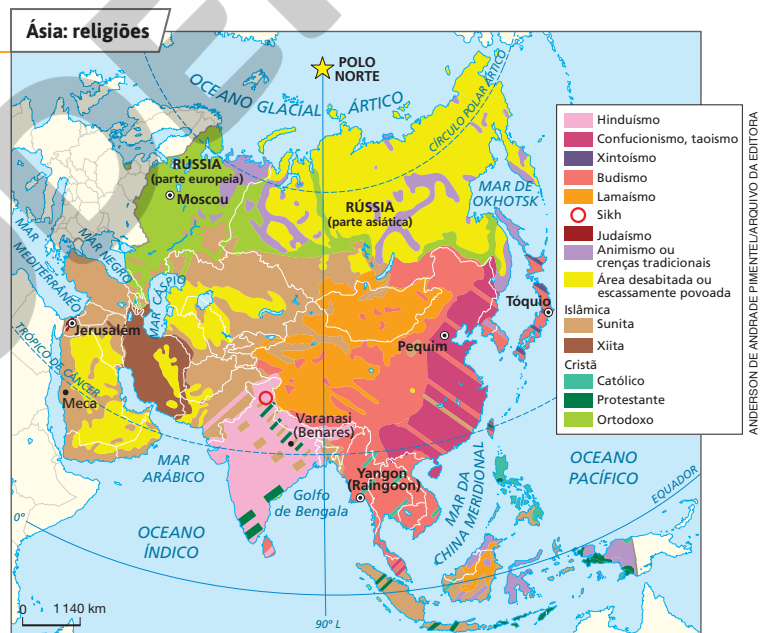 Ásia: religiões
POLO
NORTE
OCEANO GLACIAL ÁRTICO
CÍRCULO POLAR ÁRTICO
RÚSSIA
(parte europeia)
Moscou
RÚSSIA
(parte asiática)
MAR DE
OKHOTSK
MAR NEGRO
MAR
MEDITERRÂNEO
MAR CÁSPIO
Jerusalém
TRÓPICO DE CÂNCER
Meca
Tóquio
Pequim
Varanasi
(Benares)
Yangon
(Raingoon)
MAR
ARÁBICO
Golfo
de Bengala
MAR DA
CHINA MERIDIONAL
OCEANO
PACÍFICO
EQUADOR
OCEANO
ÍNDICO
0°
0 1 140 km
90° L
Hinduísmo
Confucionismo, taoismo
Xintoísmo
Budismo
Lamaísmo
Sikh
Judaísmo
Animismo ou
crenças tradicionais
Área desabitada ou
escassamente povoada
Islâmica
Sunita
Xiita
Cristã
Católico
Protestante
Ortodoxo
ANDERSON DE ANDRADE PIMENTEL/ARQUIVO DA EDITORA